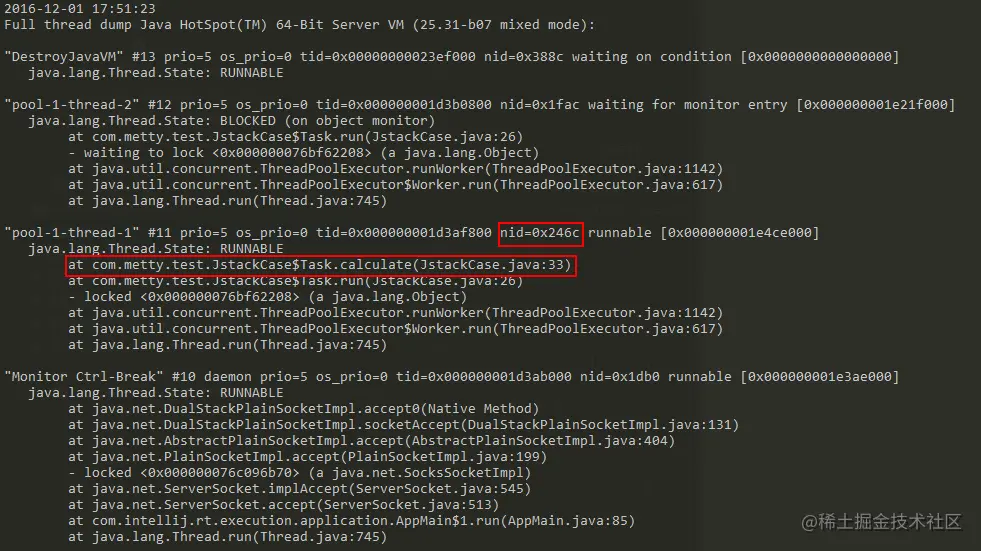 2016-12-01 17:51:23
Full thread dump Java HotSpot(TM) 64-Bit Server VM (25.31-b07 mixed mode):
"DestroyJavaVM" #13 prio=5 os_prio=0 tid=0x00000000023ef000 nid=0x388c waiting on condition [0x0000000000000000]
java.lang.Thread.State: RUNNABLE
"pool-1-thread-2" #12 prio=5 os_prio=0 tid=0x000000001d3b0800 nid=0x1fac waiting for monitor entry [0x000000001e21f000]
java.lang.Thread.State: BLOCKED (on object monitor)
at com.metty.test.JstackCase$Task.run(JstackCase.java:26)
- waiting to lock <0x000000076bf62208> (a java.lang.Object)
at java.util.concurrent.ThreadPoolExecutor.runWorker(ThreadPoolExecutor.java:1142)
at java.util.concurrent.ThreadPoolExecutor$Worker.run(ThreadPoolExecutor.java:617)
at java.lang.Thread.run(Thread.java:745)
"pool-1-thread-1" #11 prio=5 os_prio=0 tid=0x000000001d3af800 nid=0x246c runnable [0x000000001e4ce000]
java.lang.Thread.State: RUNNABLE
at com.metty.test.JstackCase$Task.calculate(JstackCase.java:33)
at com.metty.test.JstackCase$Task.run(JstackCase.java:26)
- locked <0x000000076bf62208> (a java.lang.Object)
at java.util.concurrent.ThreadPoolExecutor.runWorker(ThreadPoolExecutor.java:1142)
at java.util.concurrent.ThreadPoolExecutor$Worker.run(ThreadPoolExecutor.java:617)
at java.lang.Thread.run(Thread.java:745)
"Monitor Ctrl-Break" #10 daemon prio=5 os_prio=0 tid=0x000000001d3ab000 nid=0x1db0 runnable [0x000000001e3ae000]
java.lang.Thread.State: RUNNABLE
at java.net.DualStackPlainSocketImpl.accept0(Native Method)
at java.net.DualStackPlainSocketImpl.socketAccept(DualStackPlainSocketImpl.java:131)
at java.net.AbstractPlainSocketImpl.accept(AbstractPlainSocketImpl.java:404)
at java.net.PlainSocketImpl.accept(PlainSocketImpl.java:199)
- locked <0x000000076c096b70> (a java.net.SocksSocketImpl)
at java.net.ServerSocket.implAccept(ServerSocket.java:545)
at java.net.ServerSocket.accept(ServerSocket.java:513)
at com.intellij.rt.execution.application.AppMain$1.run(AppMain.java:85)
at java.lang.Thread.run(Thread.java:745)
@稀土掘金技术社区